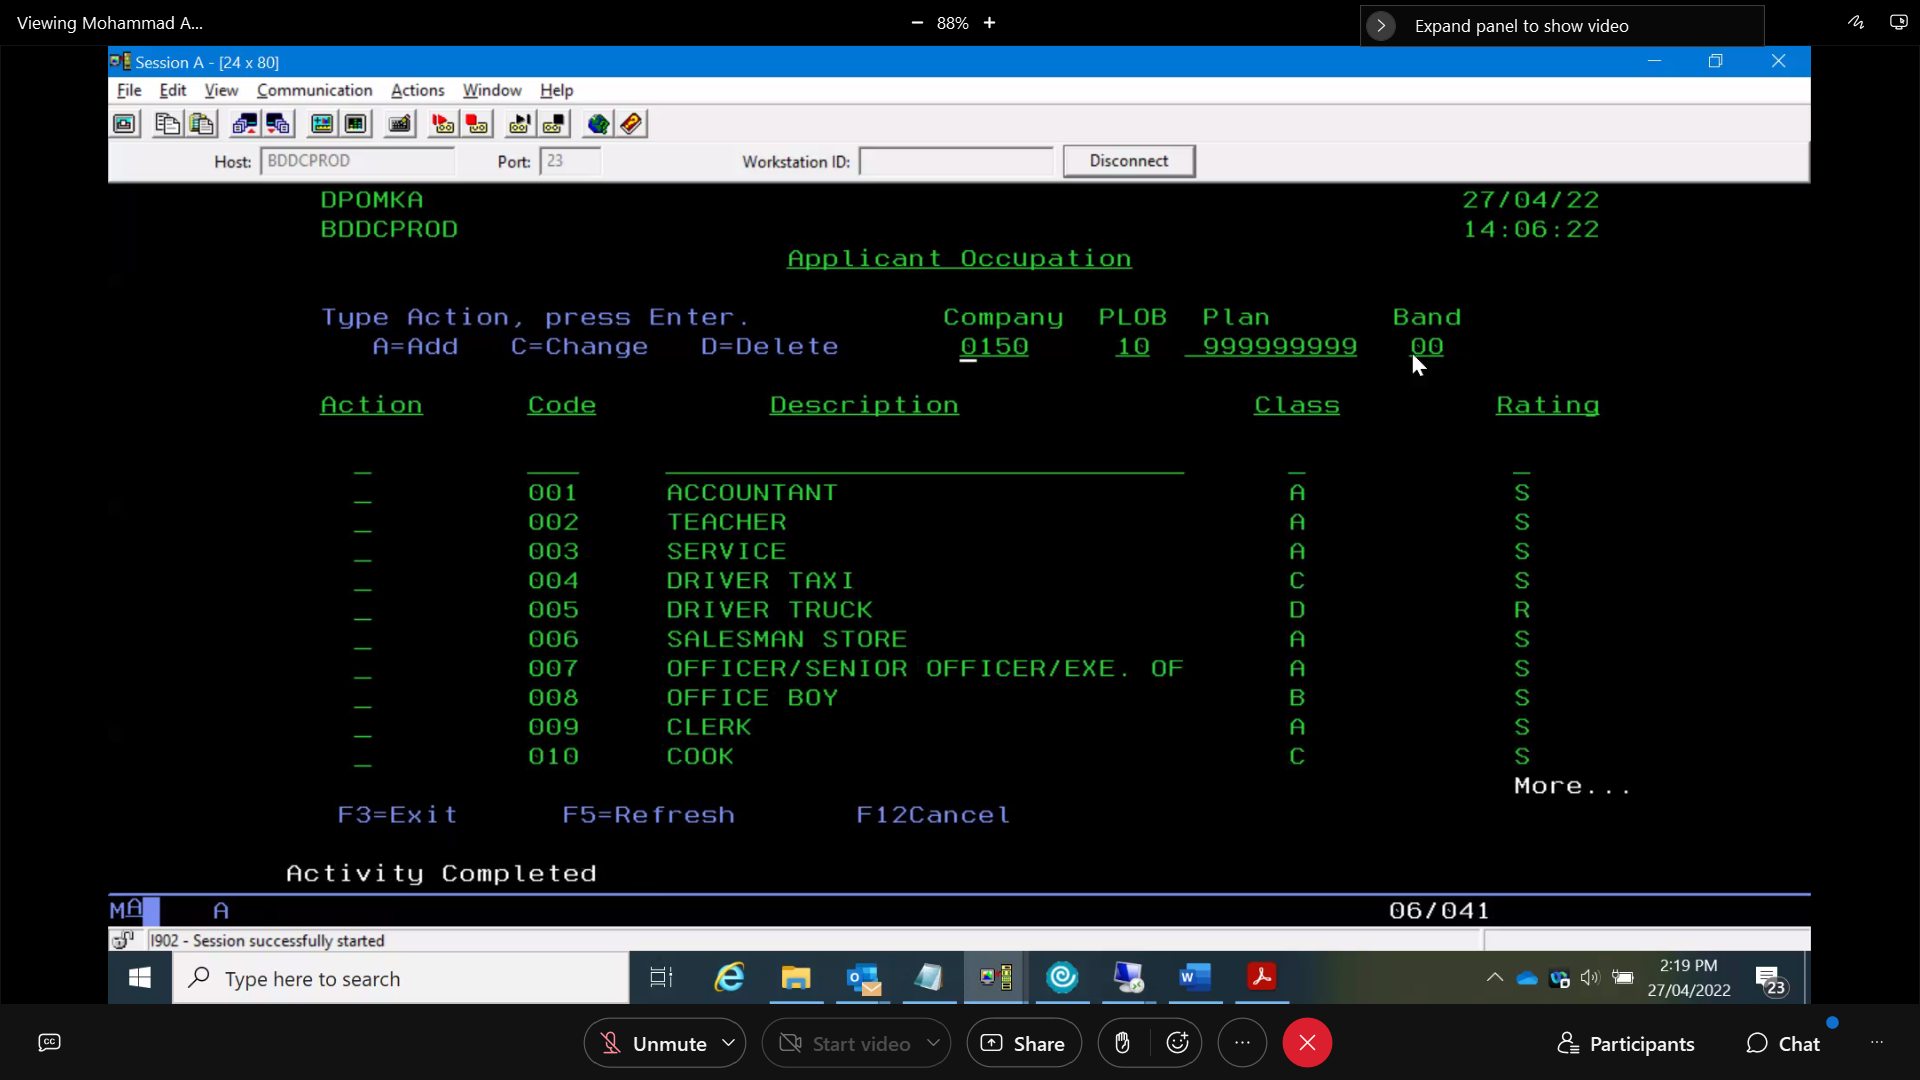 Viewing Mohammad A...
88%
Expand panel to show video
Session A - [24 x 80]
File Edit View Communication Actions Window Help
Host: BDDCPROD Port: 23 Workstation ID: Disconnect
DPOMKA 27/04/22
BDDCPROD 14:06:22
Applicant Occupation
Type Action, press Enter. Company PLOB Plan Band
A=Add C=Change D=Delete 0150 10 999999999 00
Action Code Description Class Rating
001 ACCOUNTANT A S
002 TEACHER A S
003 SERVICE A S
004 DRIVER TAXI C S
005 DRIVER TRUCK D R
006 SALESMAN STORE A S
007 OFFICER/SENIOR OFFICER/EXE. OF A S
008 OFFICE BOY B S
009 CLERK A S
010 COOK C S
More...
F3=Exit F5=Refresh F12Cancel
Activity Completed
MA A 06/041
I902 - Session successfully started
Type here to search
2:19 PM
27/04/2022
23
CC Unmute Start video Share Participants Chat